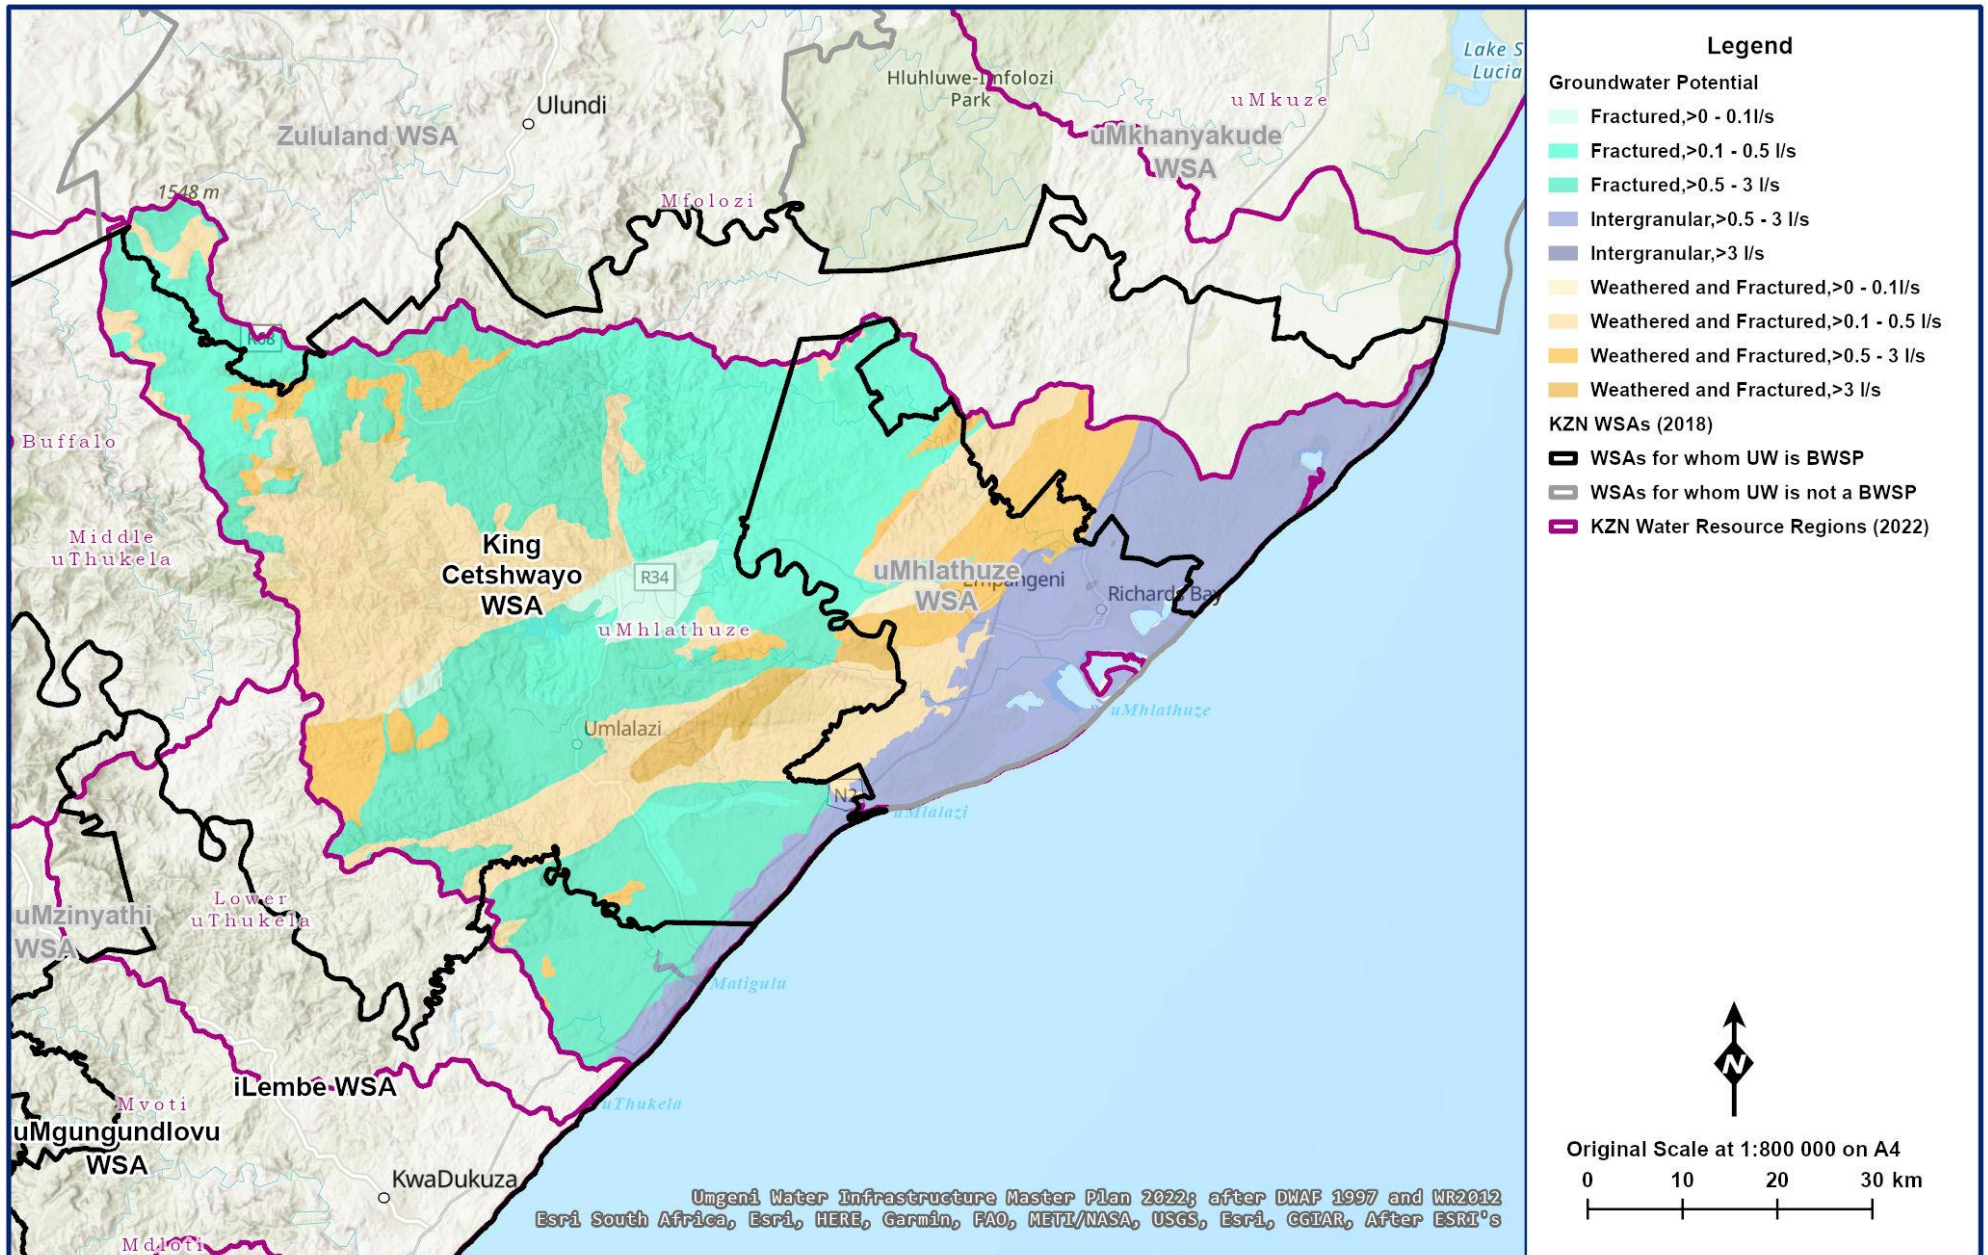 Lake S
Lucia
Hluhluwe-Imfolozi
Park
uMkuze
Ulundi
Zululand WSA
uMkhanyakude
WSA
1548 m
Mfolozi
R68
Buffalo
Middle
uThukela
King
Cetshwayo
WSA
R34
uMhlathuze
WSA
Empangeni
Richards Bay
uMhlathuze
uMhlathuze
Umlalazi
N2
uMlalazi
uMzinyathi
WSA
Lower
uThukela
Matigulu
iLembe WSA
uThukela
Mvoti
uMgungundlovu
WSA
KwaDukuza
Mdloti
Umgeni Water Infrastructure Master Plan 2022; after DWAF 1997 and WR2012
Esri South Africa, Esri, HERE, Garmin, FAO, METI/NASA, USGS, Esri, CGIAR, After ESRI's
Legend
Groundwater Potential
Fractured,>0 - 0.1l/s
Fractured,>0.1 - 0.5 l/s
Fractured,>0.5 - 3 l/s
Intergranular,>0.5 - 3 l/s
Intergranular,>3 l/s
Weathered and Fractured,>0 - 0.1l/s
Weathered and Fractured,>0.1 - 0.5 l/s
Weathered and Fractured,>0.5 - 3 l/s
Weathered and Fractured,>3 l/s
KZN WSAs (2018)
WSAs for whom UW is BWSP
WSAs for whom UW is not a BWSP
KZN Water Resource Regions (2022)
N
Original Scale at 1:800 000 on A4
0 10 20 30 km